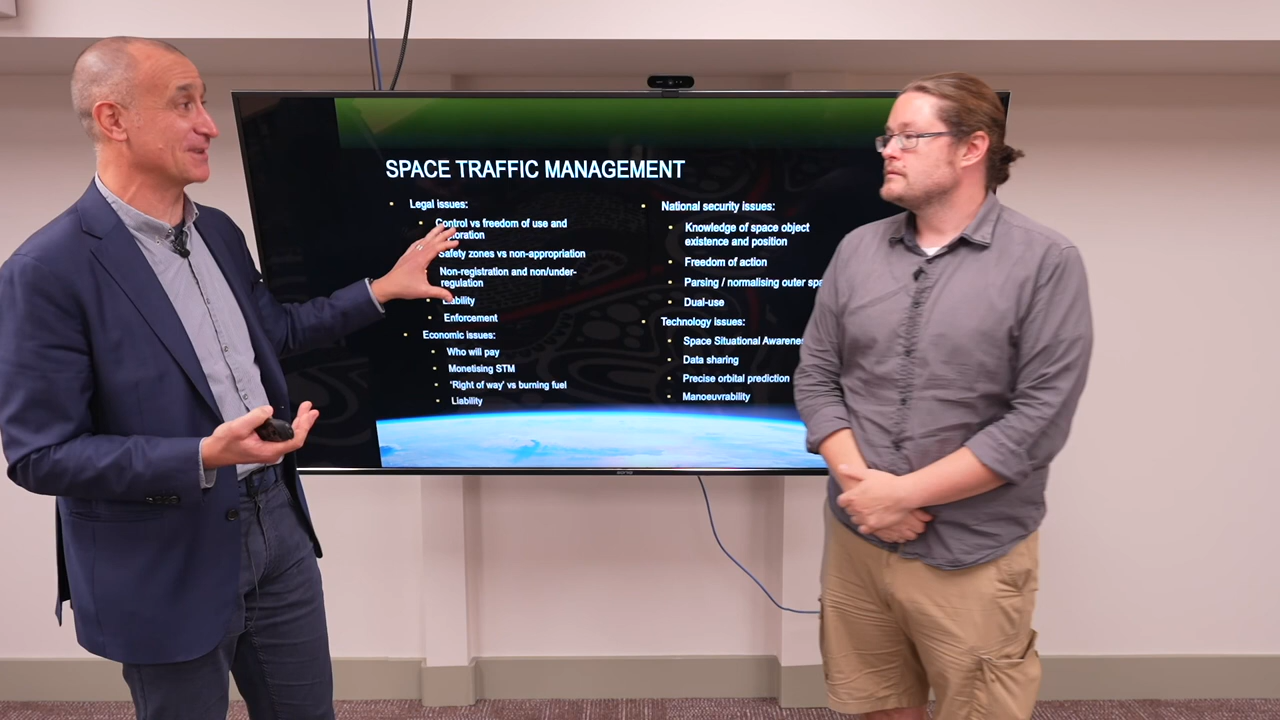 SPACE TRAFFIC MANAGEMENT
Legal issues:
Control vs freedom of use and
Safety zones vs non-appropriation
Non-registration and non/under-
regulation
Liability
Enforcement
Economic issues:
Who will pay
Monetising STM
'Right of way' vs burning fuel
Liability
National security issues:
Knowledge of space object
existence and position
Freedom of action
Parsing / normalising outer
Dual-use
Technology issues:
Space Situational
Data sharing
Precise orbital prediction
Manoeuvrability